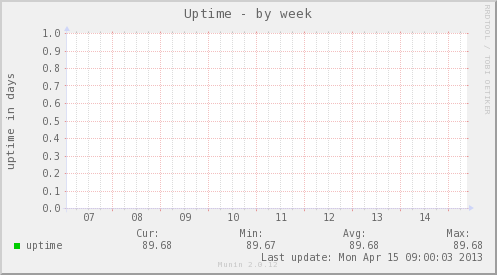 Uptime - by week
RRDTOOL / TOBI OETIKER
uptime in days
1.0
0.9
0.8
0.7
0.6
0.5
0.4
0.3
0.2
0.1
0.0
07 08 09 10 11 12 13 14
Cur: Min: Avg: Max:
uptime 89.68 89.67 89.68 89.68
Last update: Mon Apr 15 09:00:03 2013
Munin 2.0.12